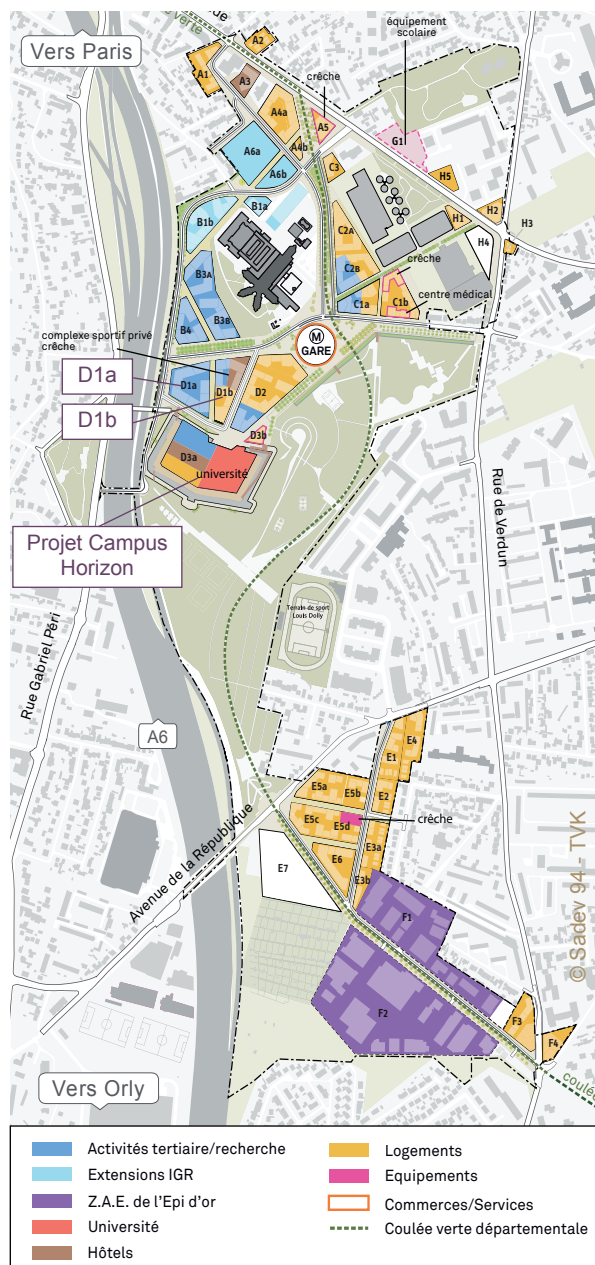 Vers Paris
A2
A1
A3
A4a
A4b
crêche
A5
équipement
scolaire
G1
A6a
A6b
B1a
B1b
C3
H5
H1
H2
H3
H4
C2A
C2B
C1a
crêche
C1b
centre médical
B3A
B3B
B4
M
GARE
complexe sportif privé
crêche
D1a
D1a
D1b
D1b
D2
D3b
D3a
université
Projet Campus
Horizon
Rue de Verdun
Terrain de sport
Louis Dolly
Rue Gabriel Péri
A6
E4
E1
E5a
E5b
E2
E5c
E5d
crêche
E3a
E6
E3b
E7
Avenue de la République
F1
F2
F3
F4
coulée
© Sadev 94 - TVK
Vers Orly
Activités tertiaire/recherche
Extensions IGR
Z.A.E. de l'Epi d'or
Université
Hôtels
Logements
Equipements
Commerces/Services
Coulée verte départementale